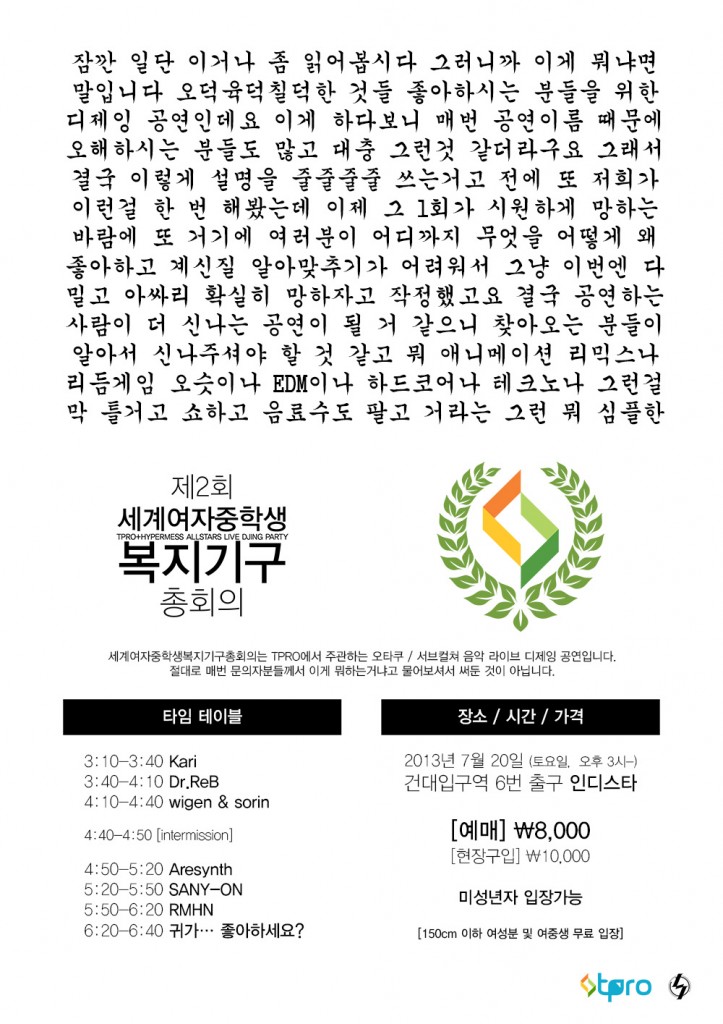 잠깐 일단 이거나 좀 읽어봅시다 그러니까 이게 뭐냐면
말입니다 오덕육덕칠덕한 것들 좋아하시는 분들을 위한
디제잉 공연인데요 이게 하다보니 매번 공연이름 때문에
오해하시는 분들도 많고 대충 그런것 같더라구요 그래서
결국 이렇게 설명을 줄줄줄줄 쓰는거고 전에 또 저희가
이런걸 한 번 해봤는데 이제 그 1회가 시원하게 망하는
바람에 또 거기에 여러분이 어디까지 무엇을 어떻게 왜
좋아하고 계신질 알아맞추기가 어려워서 그냥 이번엔 다
밀고 아싸리 확실히 망하자고 작정했고요 결국 공연하는
사람이 더 신나는 공연이 될 거 같으니 찾아오는 분들이
알아서 신나주셔야 할 것 같고 뭐 애니메이션 리믹스나
리듬게임 오슷이나 EDM이나 하드코어나 테크노나 그런걸
막 틀거고 쇼하고 음료수도 팔고 거라는 그런 뭐 심플한
제2회
세계여자중학생
TPRO+HYPERMESS ALLSTARS LIVE DJING PARTY
복지기구
총회의
세계여자중학생복지기구총회의는 TPRO에서 주관하는 오타쿠 / 서브컬쳐 음악 라이브 디제잉 공연입니다.
절대로 매번 문의자분들께서 이게 뭐하는거냐고 물어보셔서 써둔 것이 아닙니다.
타임 테이블
3:10-3:40 Kari
3:40-4:10 Dr.ReB
4:10-4:40 wigen & sorin
4:40-4:50 [intermission]
4:50-5:20 Aresynth
5:20-5:50 SANY-ON
5:50-6:20 RMHN
6:20-6:40 귀가… 좋아하세요?
장소 / 시간 / 가격
2013년 7월 20일 (토요일, 오후 3시-)
건대입구역 6번 출구 인디스타
[예매] ₩8,000
[현장구입] ₩10,000
미성년자 입장가능
[150cm 이하 여성분 및 여중생 무료 입장]
tpro